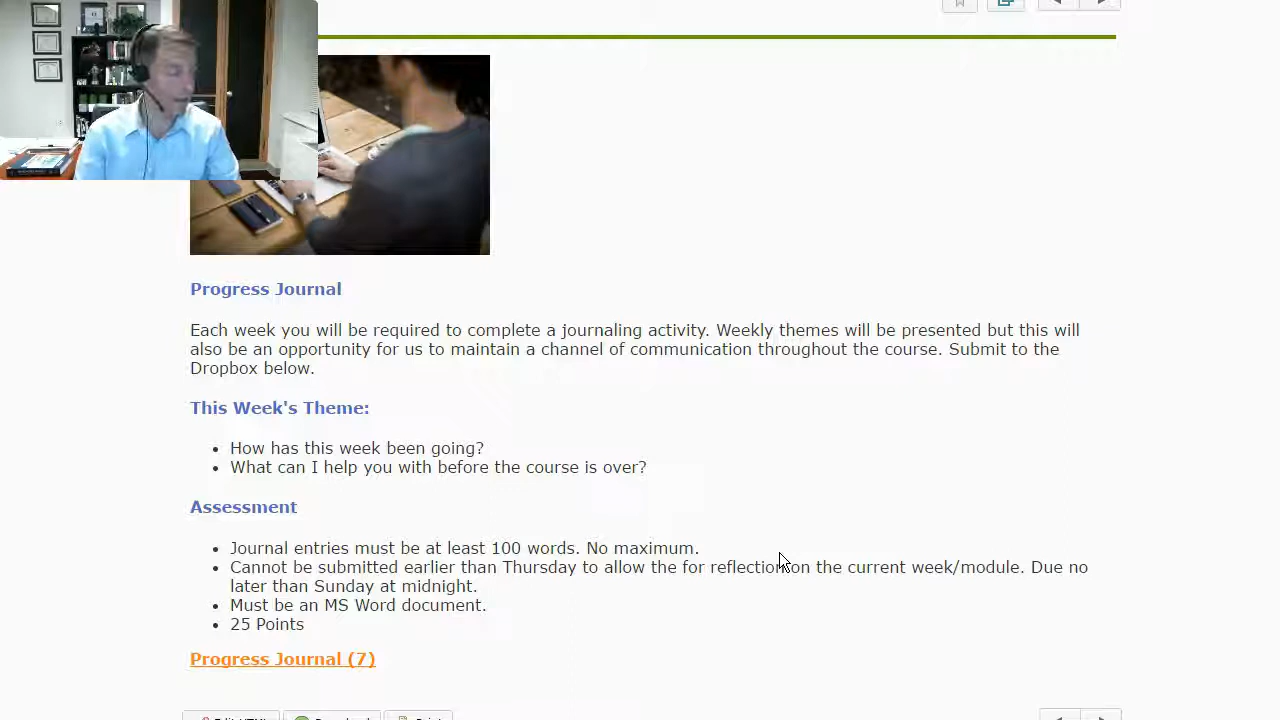 Progress Journal
Each week you will be required to complete a journaling activity. Weekly themes will be presented but this will
also be an opportunity for us to maintain a channel of communication throughout the course. Submit to the
Dropbox below.
This Week's Theme:
How has this week been going?
What can I help you with before the course is over?
Assessment
Journal entries must be at least 100 words. No maximum.
Cannot be submitted earlier than Thursday to allow the for reflection on the current week/module. Due no
later than Sunday at midnight.
Must be an MS Word document.
25 Points
Progress Journal (7)